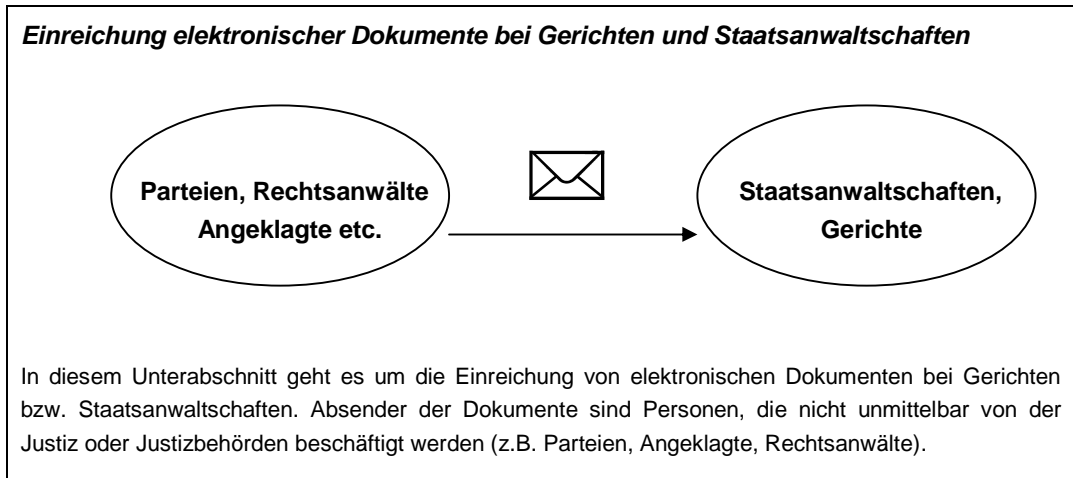 Einreichung elektronischer Dokumente bei Gerichten und Staatsanwaltschaften
Parteien, Rechtsanwälte
Angeklagte etc.
Staatsanwaltschaften,
Gerichte
In diesem Unterabschnitt geht es um die Einreichung von elektronischen Dokumenten bei Gerichten
bzw. Staatsanwaltschaften. Absender der Dokumente sind Personen, die nicht unmittelbar von der
Justiz oder Justizbehörden beschäftigt werden (z.B. Parteien, Angeklagte, Rechtsanwälte).